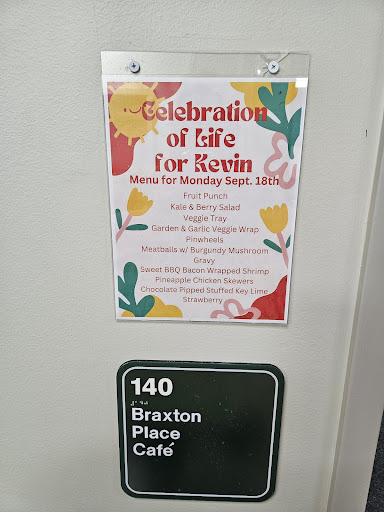 Celebration
of Life
for Kevin
Menu for Monday Sept. 18th
Fruit Punch
Kale & Berry Salad
Veggie Tray
Garden & Garlic Veggie Wrap
Pinwheels
Meatballs w/ Burgundy Mushroom
Gravy
Sweet BBQ Bacon Wrapped Shrimp
Pineapple Chicken Skewers
Chocolate Pipped Stuffed Key Lime
Strawberry
140
Braxton
Place
Café